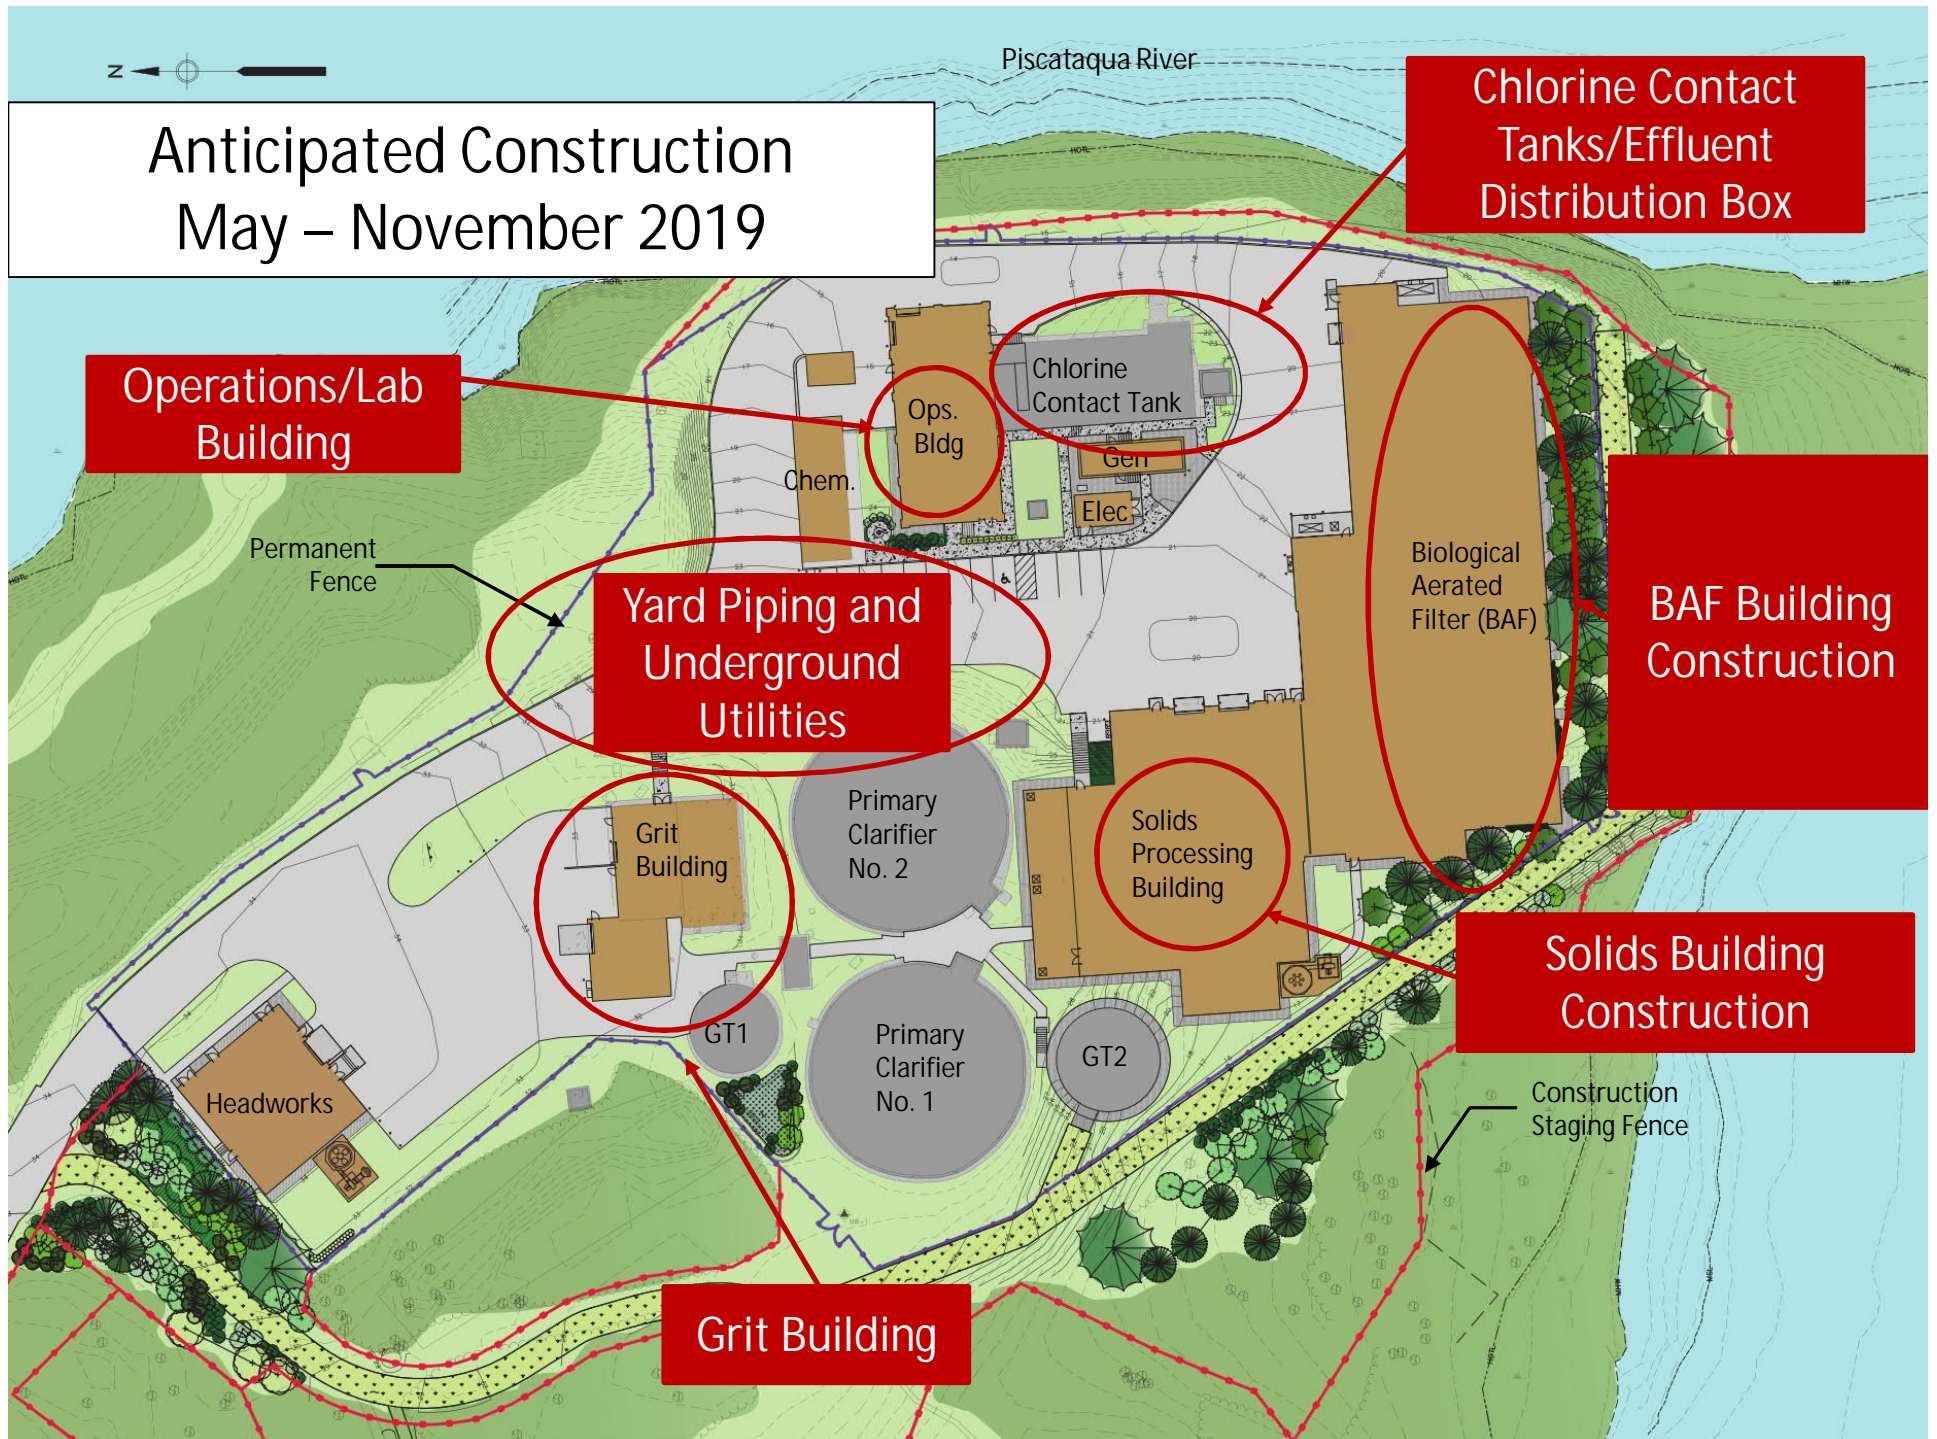 Piscataqua River
N
Anticipated Construction
May – November 2019
Chlorine Contact
Tanks/Effluent
Distribution Box
Operations/Lab
Building
Chlorine
Contact Tank
Ops.
Bldg
Gen
Chem.
Elec
Permanent
Fence
Biological
Aerated
Filter (BAF)
Yard Piping and
Underground
Utilities
BAF Building
Construction
Primary
Clarifier
No. 2
Grit
Building
Solids
Processing
Building
Solids Building
Construction
GT1
Primary
Clarifier
No. 1
GT2
Headworks
Construction
Staging Fence
Grit Building